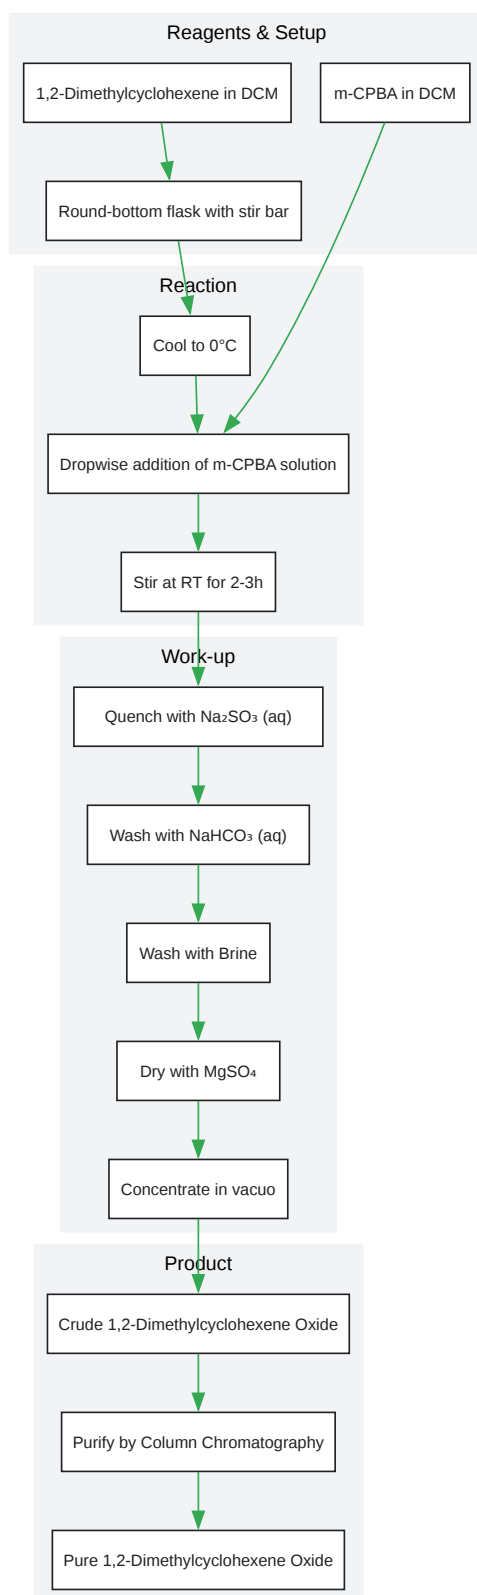 Reagents & Setup
1,2-Dimethylcyclohexene in DCM
m-CPBA in DCM
Round-bottom flask with stir bar
Reaction
Cool to 0°C
Dropwise addition of m-CPBA solution
Stir at RT for 2-3h
Work-up
Quench with Na₂SO₃ (aq)
Wash with NaHCO₃ (aq)
Wash with Brine
Dry with MgSO₄
Concentrate in vacuo
Product
Crude 1,2-Dimethylcyclohexene Oxide
Purify by Column Chromatography
Pure 1,2-Dimethylcyclohexene Oxide